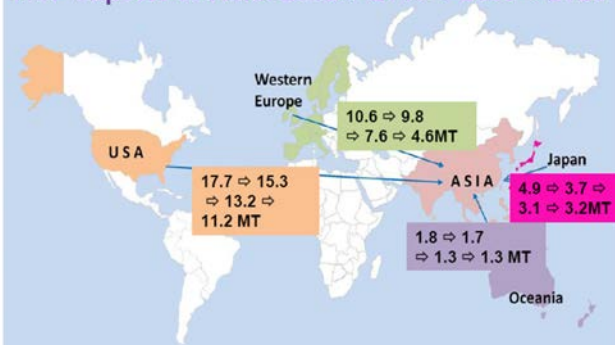 Western
Europe
10.6 ⇨ 9.8
⇨ 7.6 ⇨ 4.6MT
USA
Japan
17.7 ⇨ 15.3
⇨ 13.2 ⇨
11.2 MT
ASIA
4.9 ⇨ 3.7 ⇨
3.1 ⇨ 3.2MT
1.8 ⇨ 1.7
⇨ 1.3 ⇨ 1.3 MT
Oceania